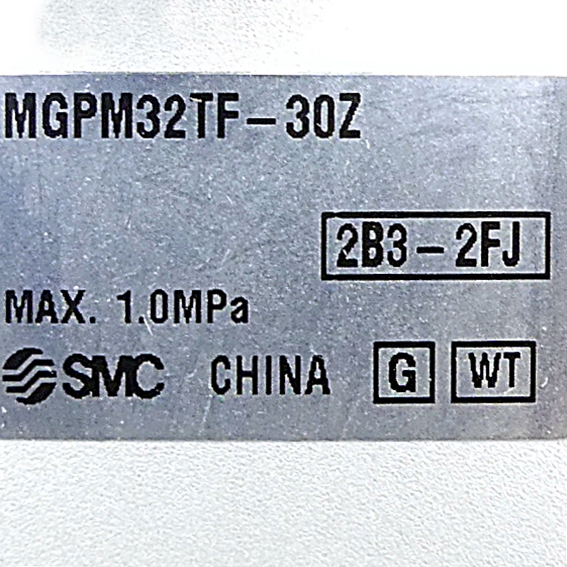 MGPM32TF-30Z
2B3-2FJ
MAX. 1.0MPa
SMC CHINA G WT